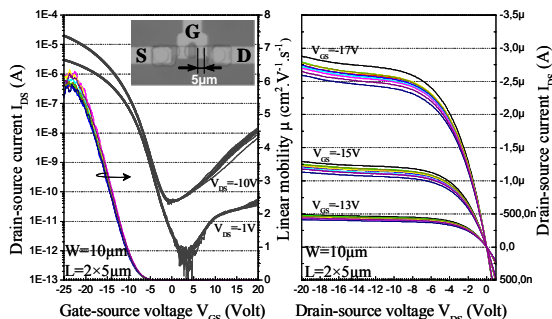 1E-4
1E-5
1E-6
1E-7
1E-8
1E-9
1E-10
1E-11
1E-12
1E-13
Drain-source current I_DS (A)
-25 -20 -15 -10 -5 0 5 10 15 20
Gate-source voltage V_GS (Volt)
8
7
6
5
4
3
2
1
0
Linear mobility µ (cm².V⁻¹.s⁻¹)
G
S
D
5µm
V_DS=-10V
V_DS=-1V
W=10µm
L=2×5µm
V_GS=-17V
V_GS=-15V
V_GS=-13V
W=10µm
L=2×5µm
-20 -18 -16 -14 -12 -10 -8 -6 -4 -2 0
Drain-source voltage V_DS (Volt)
-3,5µ
-3,0µ
-2,5µ
-2,0µ
-1,5µ
-1,0µ
-500,0n
0,0
500,0n
Drain-source current I_DS (A)